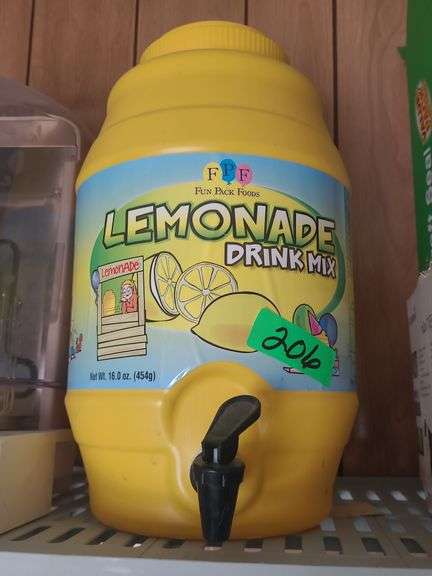 FPF
FUN PACK FOODS
LEMONADE
DRINK MIX
LEMONADE
206
Net Wt. 16.0 oz. (454g)